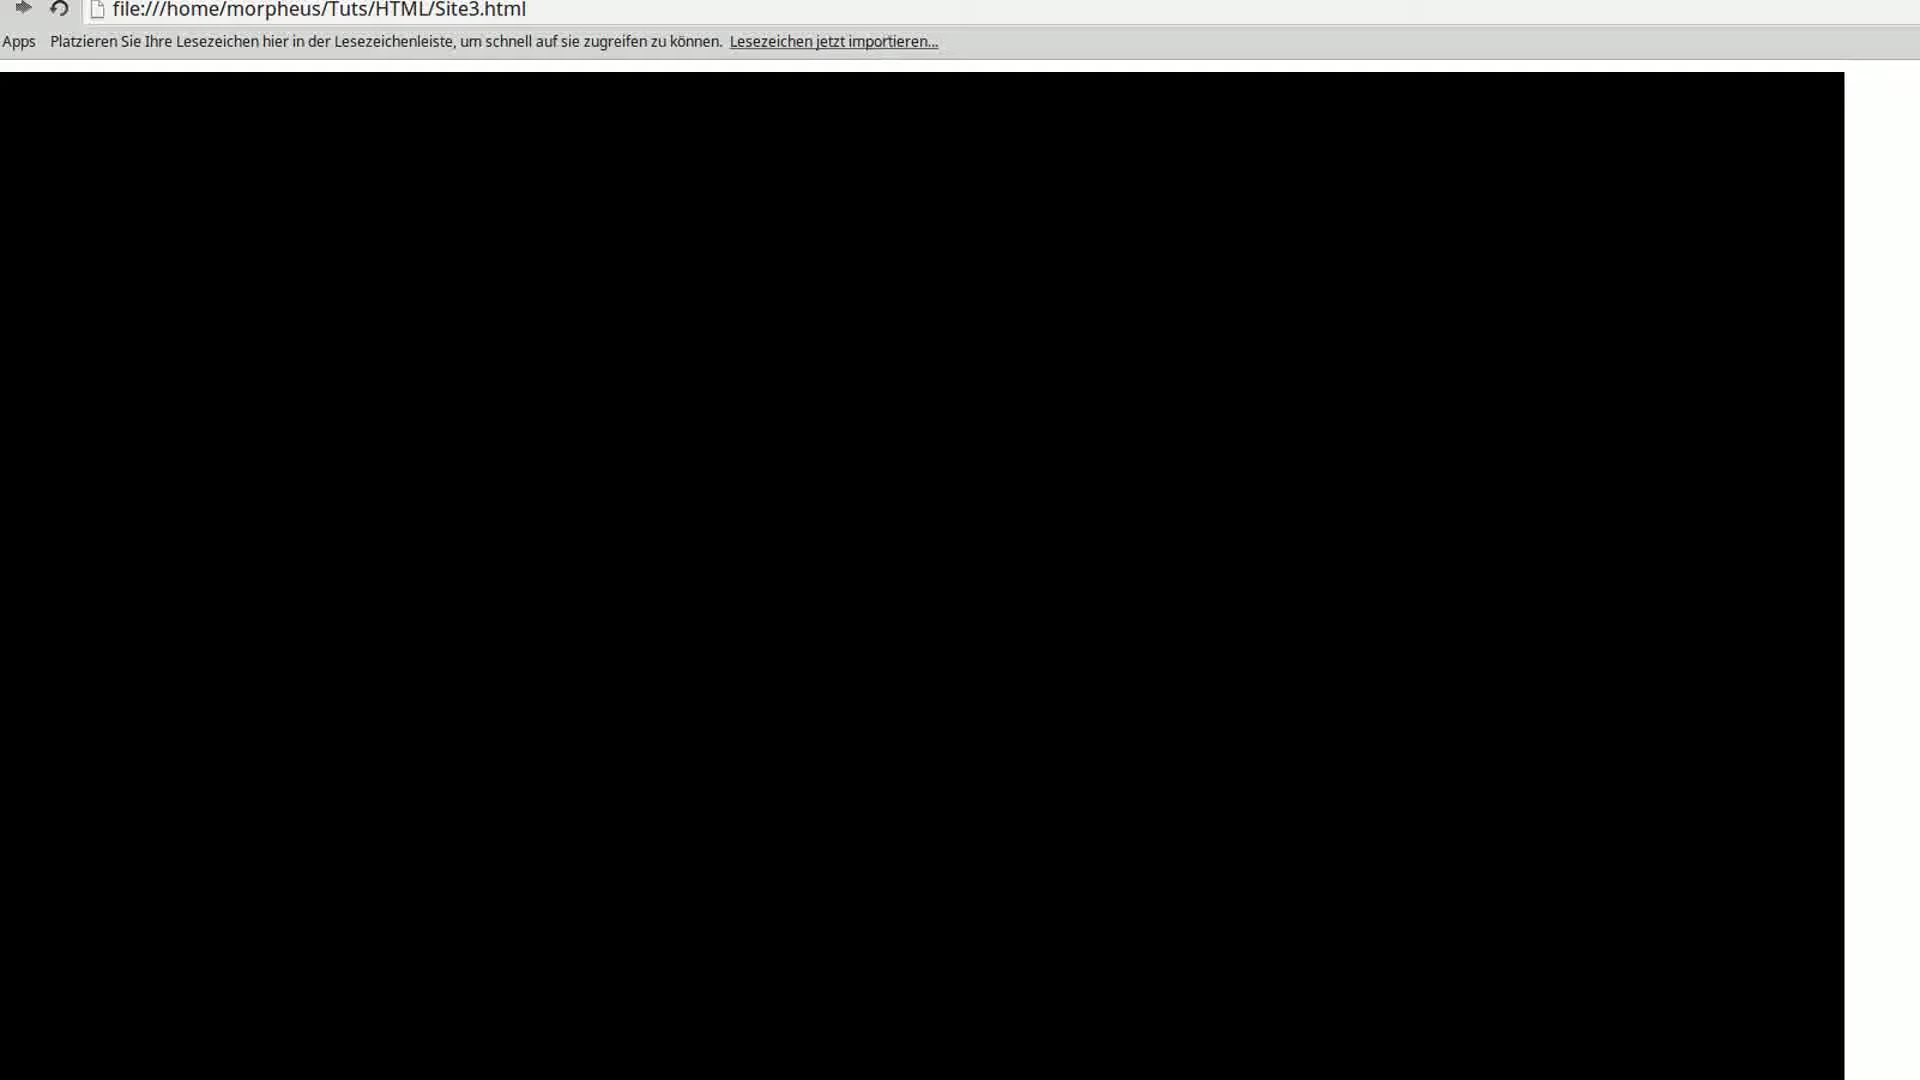 file:///home/morpheus/Tuts/HTML/Site3.html
Apps Platzieren Sie Ihre Lesezeichen hier in der Lesezeichenleiste, um schnell auf sie zugreifen zu können. Lesezeichen jetzt importieren...